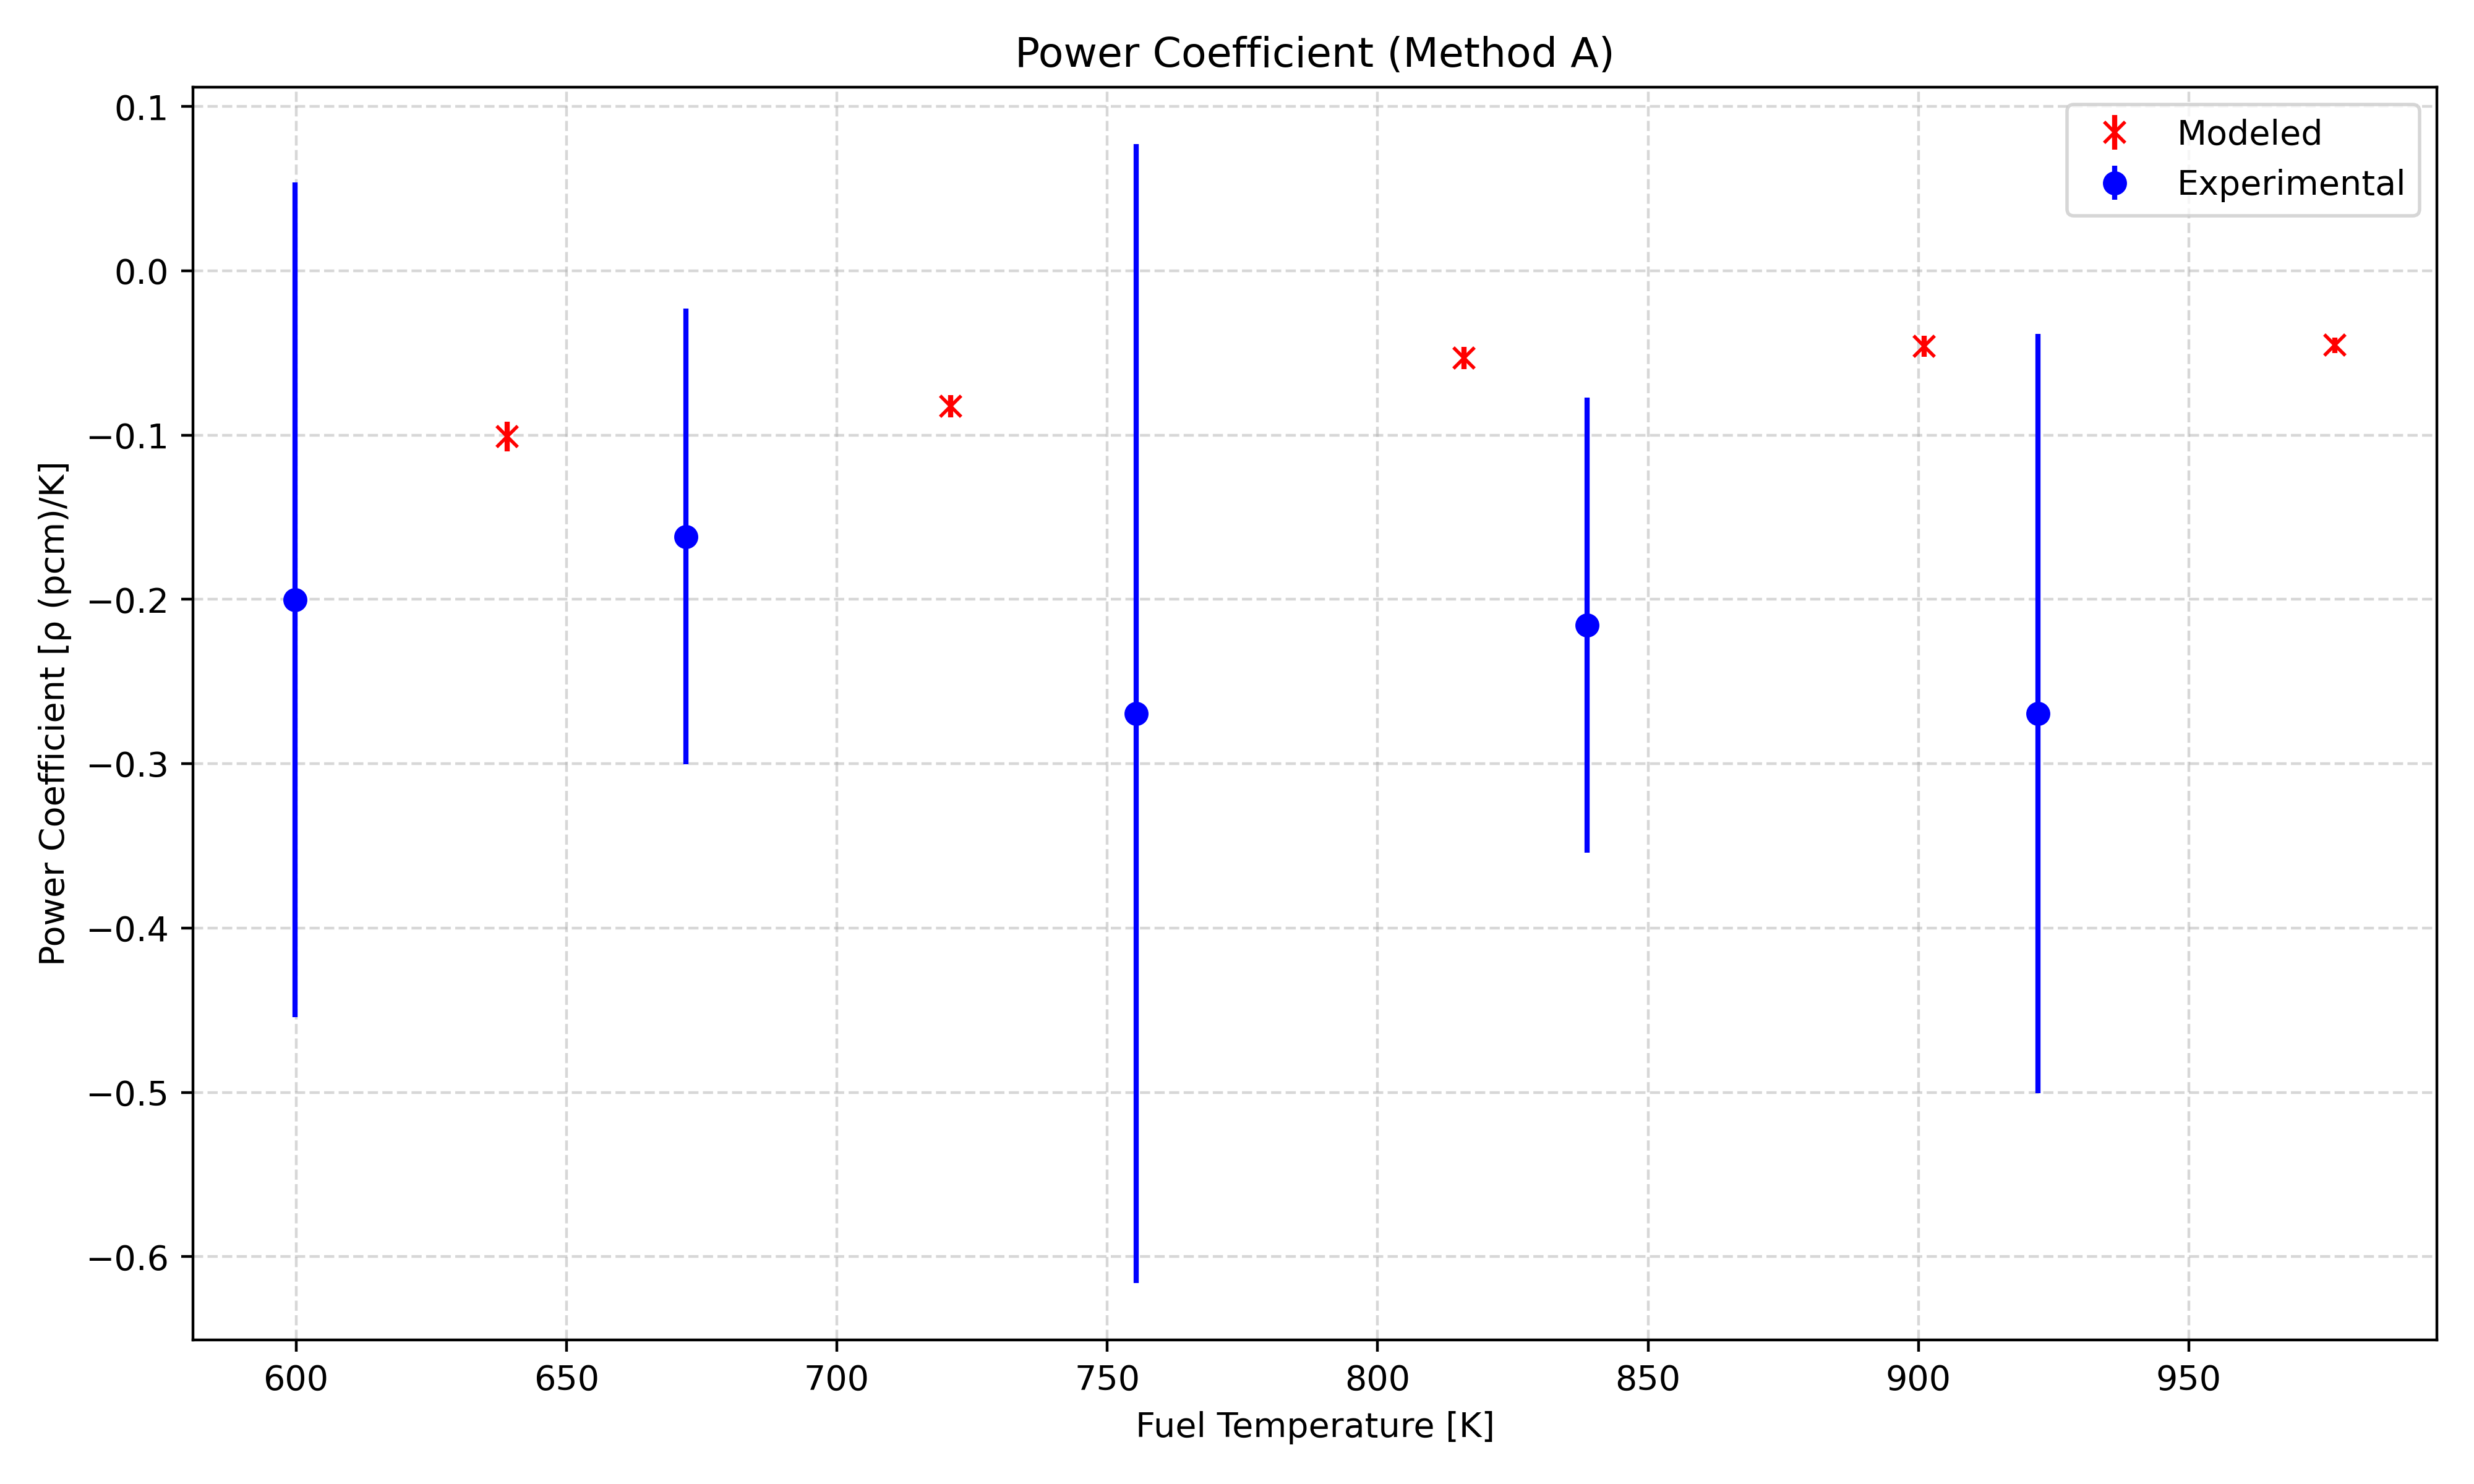 Power Coefficient (Method A)
Modeled
Experimental
0.1
0.0
−0.1
−0.2
−0.3
−0.4
−0.5
−0.6
Power Coefficient [ρ (pcm)/K]
600 650 700 750 800 850 900 950
Fuel Temperature [K]